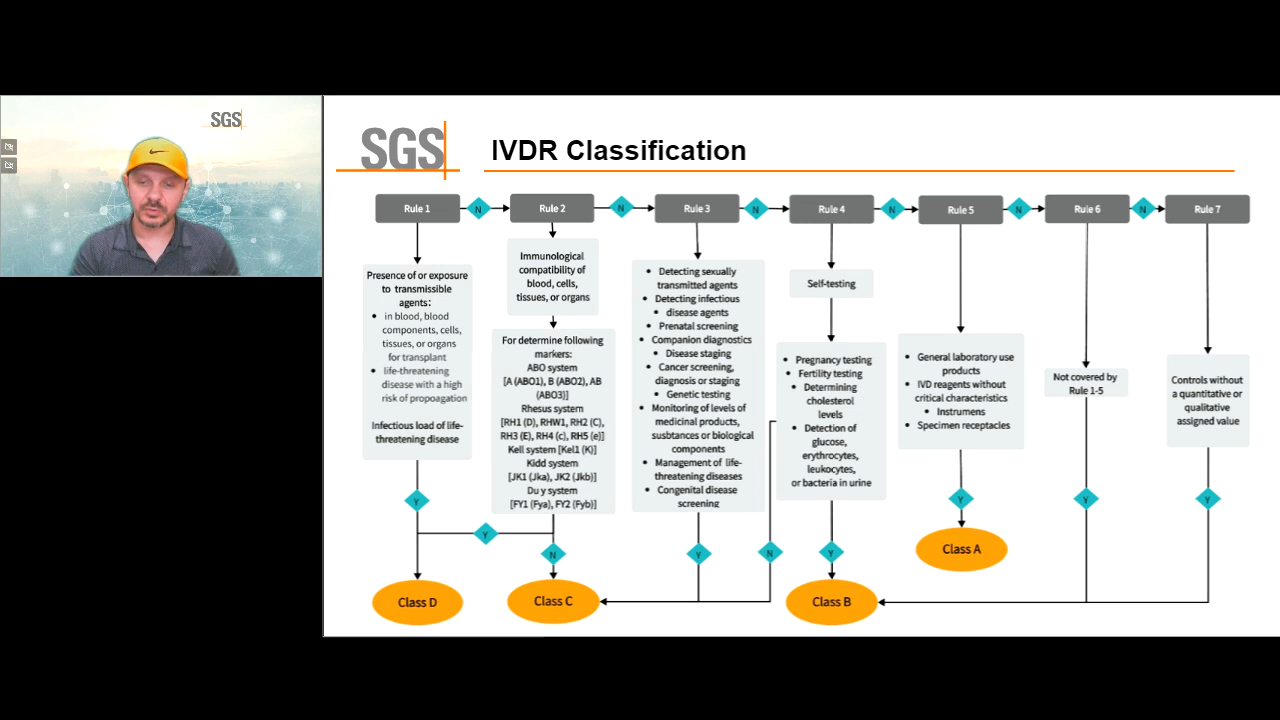 SGS
SGS
IVDR Classification
Rule 1
N
Rule 2
N
Rule 3
N
Rule 4
N
Rule 5
N
Rule 6
N
Rule 7
Presence of or exposure
to transmissible
agents:
• in blood, blood
components, cells,
tissues, or organs
for transplant
• life-threatening
disease with a high
risk of propoagation
Infectious load of life-
threatening disease
Immunological
compatibility of
blood, cells,
tissues, or organs
For determine following
markers:
ABO system
[A (ABO1), B (ABO2), AB
(ABO3)]
Rhesus system
[RH1 (D), RHW1, RH2 (C),
RH3 (E), RH4 (c), RH5 (e)]
Kell system [Kel1 (K)]
Kidd system
[JK1 (Jka), JK2 (Jkb)]
Du y system
[FY1 (Fya), FY2 (Fyb)]
• Detecting sexually
transmitted agents
• Detecting infectious
• disease agents
• Prenatal screening
• Companion diagnostics
• Disease staging
• Cancer screening,
diagnosis or staging
• Genetic testing
• Monitoring of levels of
medicinal products,
susbtances or biological
components
• Management of life-
threatening diseases
• Congenital disease
screening
Self-testing
• Pregnancy testing
• Fertility testing
• Determining
cholesterol
levels
• Detection of
glucose,
erythrocytes,
leukocytes,
or bacteria in urine
• General laboratory use
products
• IVD reagents without
critical characteristics
• Instrumens
• Specimen receptacles
Not covered by
Rule 1-5
Controls without
a quantitative or
qualitative
assigned value
Y
Y
Y
Y
Y
N
Y
N
Y
Class D
Class C
Class B
Class A